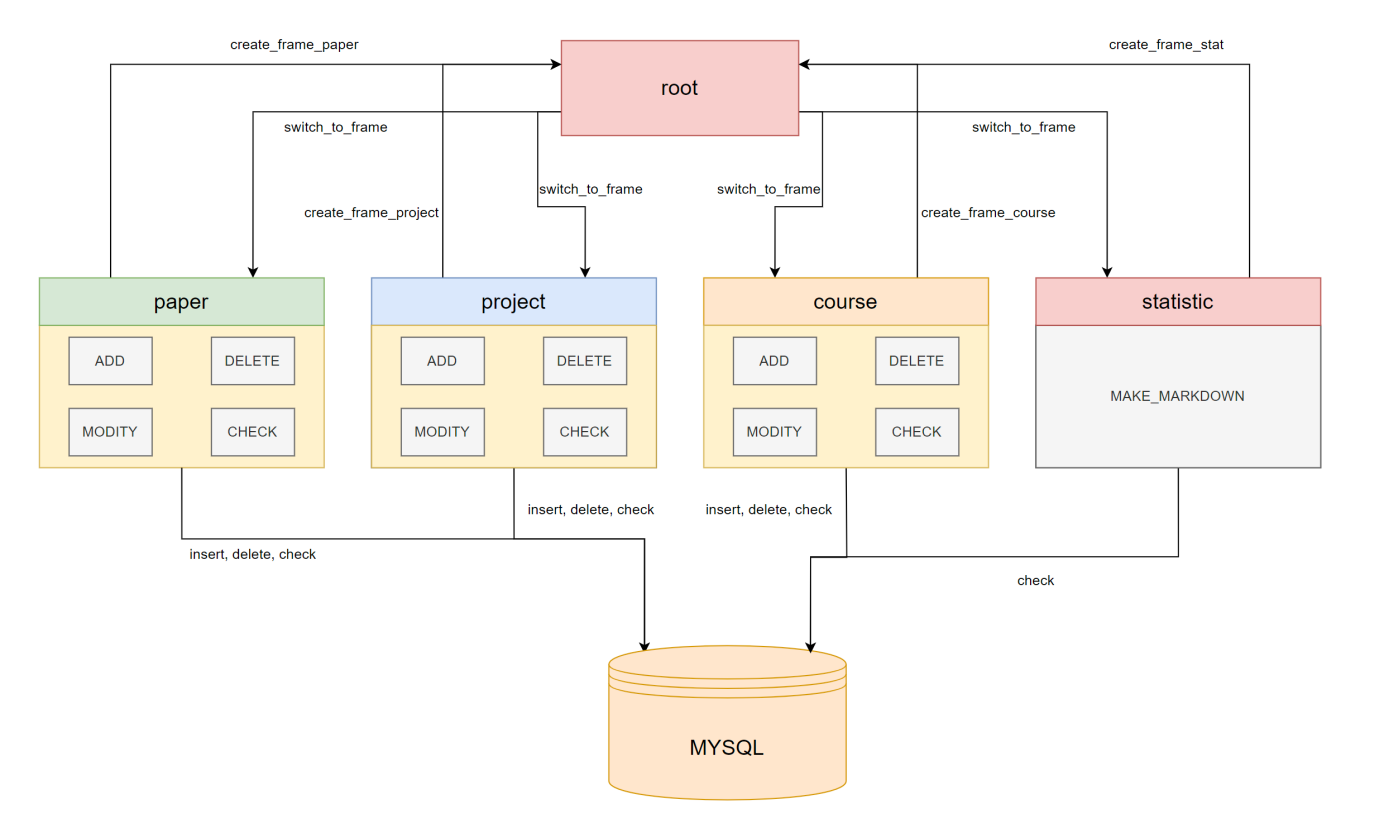 create_frame_paper
create_frame_stat
root
switch_to_frame
switch_to_frame
switch_to_frame
switch_to_frame
create_frame_project
create_frame_course
paper
project
course
statistic
ADD
DELETE
ADD
DELETE
ADD
DELETE
MAKE_MARKDOWN
MODITY
CHECK
MODITY
CHECK
MODITY
CHECK
insert, delete, check
insert, delete, check
insert, delete, check
check
MYSQL